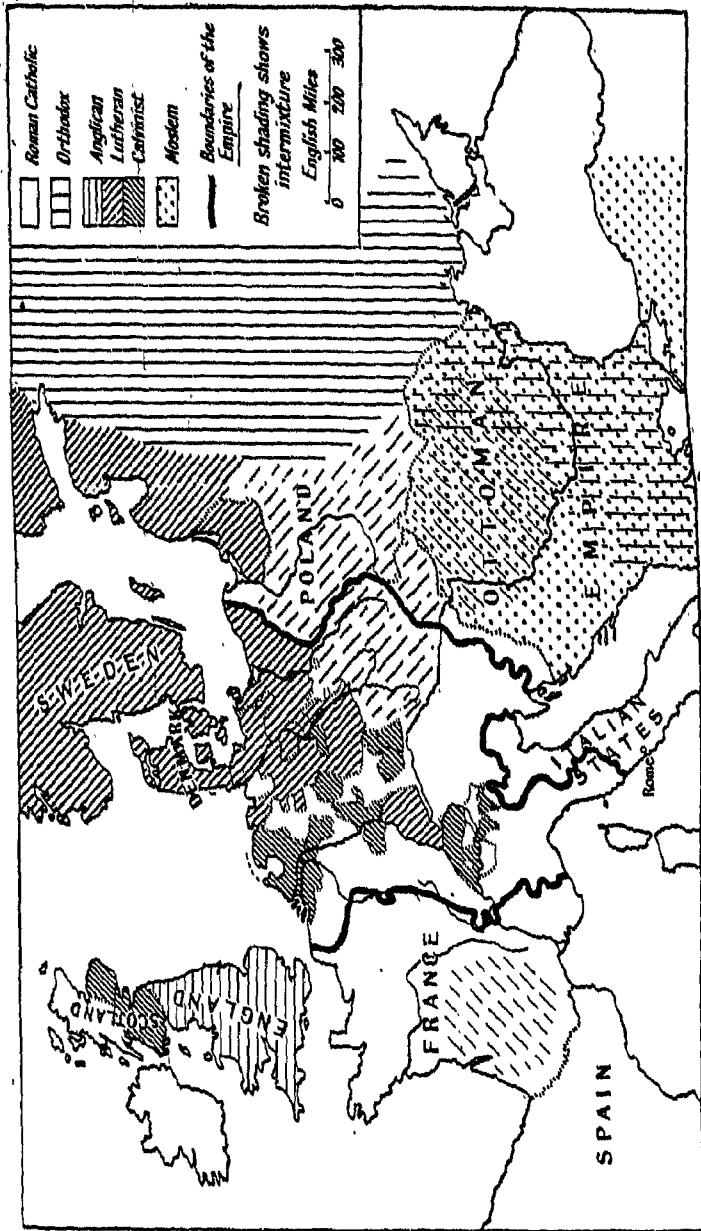 Roman Catholic
Orthodox
Anglican
Lutheran
Calvinist
Moslem
Boundaries of the
Empire
Broken shading shows
intermixture
English Miles
0 100 200 300
SWEDEN
DENMARK
SCOTLAND
ENGLAND
POLAND
OTTOMAN
EMPIRE
FRANCE
ITALIAN
STATES
Rome
SPAIN